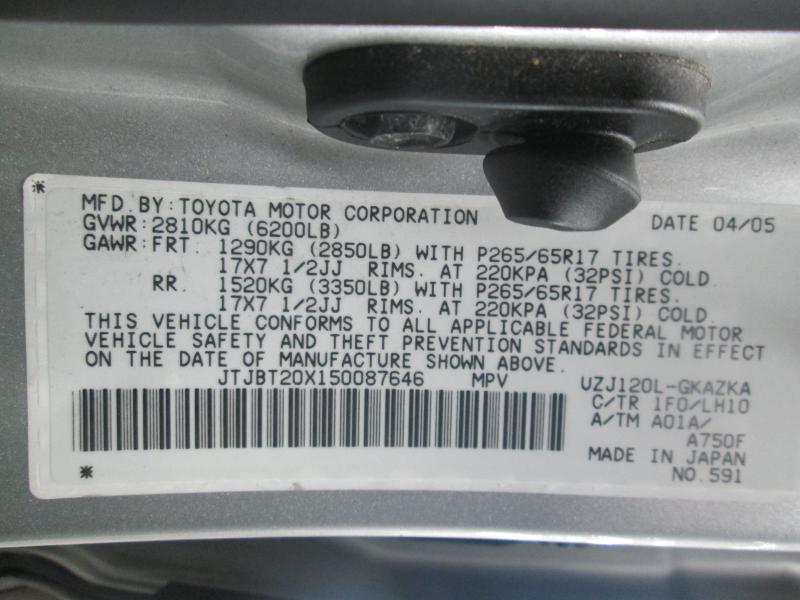 MFD. BY: TOYOTA MOTOR CORPORATION DATE 04/05
GVWR: 2810KG (6200LB)
GAWR: FRT. 1290KG (2850LB) WITH P265/65R17 TIRES.
17X7 1/2JJ RIMS. AT 220KPA (32PSI) COLD.
RR. 1520KG (3350LB) WITH P265/65R17 TIRES.
17X7 1/2JJ RIMS. AT 220KPA (32PSI) COLD.
THIS VEHICLE CONFORMS TO ALL APPLICABLE FEDERAL MOTOR
VEHICLE SAFETY AND THEFT PREVENTION STANDARDS IN EFFECT
ON THE DATE OF MANUFACTURE SHOWN ABOVE.
JTJBT20X150087646 MPV UZJ120L-GKAZKA
C/TR 1F0/LH10
A/TM A01A/
A750F
MADE IN JAPAN
NO.591